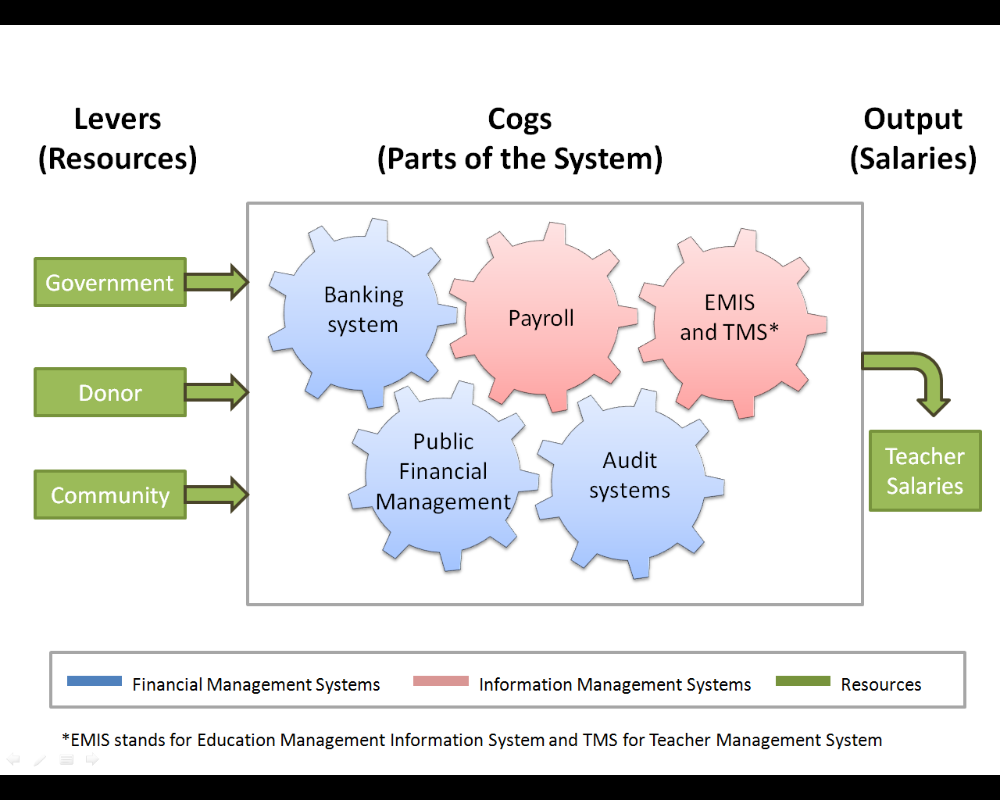 Levers
(Resources)
Cogs
(Parts of the System)
Output
(Salaries)
Government
Donor
Community
Banking
system
Payroll
EMIS
and TMS*
Public
Financial
Management
Audit
systems
Teacher
Salaries
Financial Management Systems
Information Management Systems
Resources
*EMIS stands for Education Management Information System and TMS for Teacher Management System